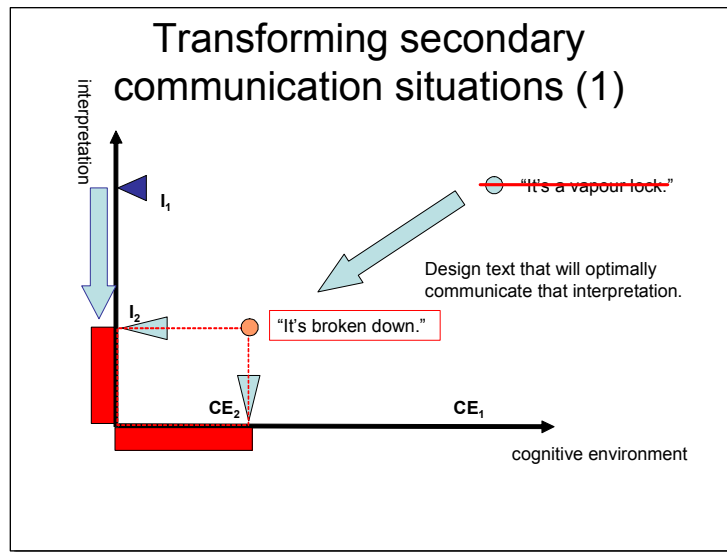 Transforming secondary
communication situations (1)
interpretation
I1
"It's a vapour lock."
Design text that will optimally
communicate that interpretation.
I2
"It's broken down."
CE2
CE1
cognitive environment